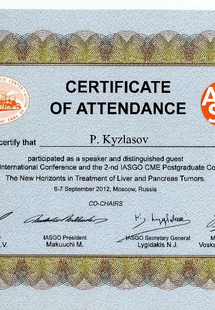 CERTIFICATE
OF ATTENDANCE
certify that P. Kyzlasov
participated as a speaker and distinguished guest
International Conference and the 2-nd IASGO CME Postgraduate Co
The New Horizons in Treatment of Liver and Pancreas Tumors.
6-7 September 2012, Moscow, Russia
CO-CHAIRS
IASGO President
Makuuchi M.
IASGO Secretary General
Lygidakis N.J.
V.
Voska